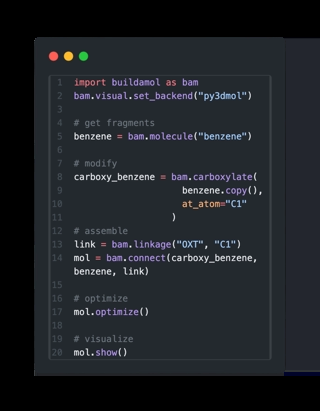 1 import buildamol as bam
2 bam.visual.set_backend("py3dmol")
3
4 # get fragments
5 benzene = bam.molecule("benzene")
6
7 # modify
8 carboxy_benzene = bam.carboxylate(
9 benzene.copy(),
10 at_atom="C1"
11 )
12 # assemble
13 link = bam.linkage("OXT", "C1")
14 mol = bam.connect(carboxy_benzene,
benzene, link)
15
16 # optimize
17 mol.optimize()
18
19 # visualize
20 mol.show()